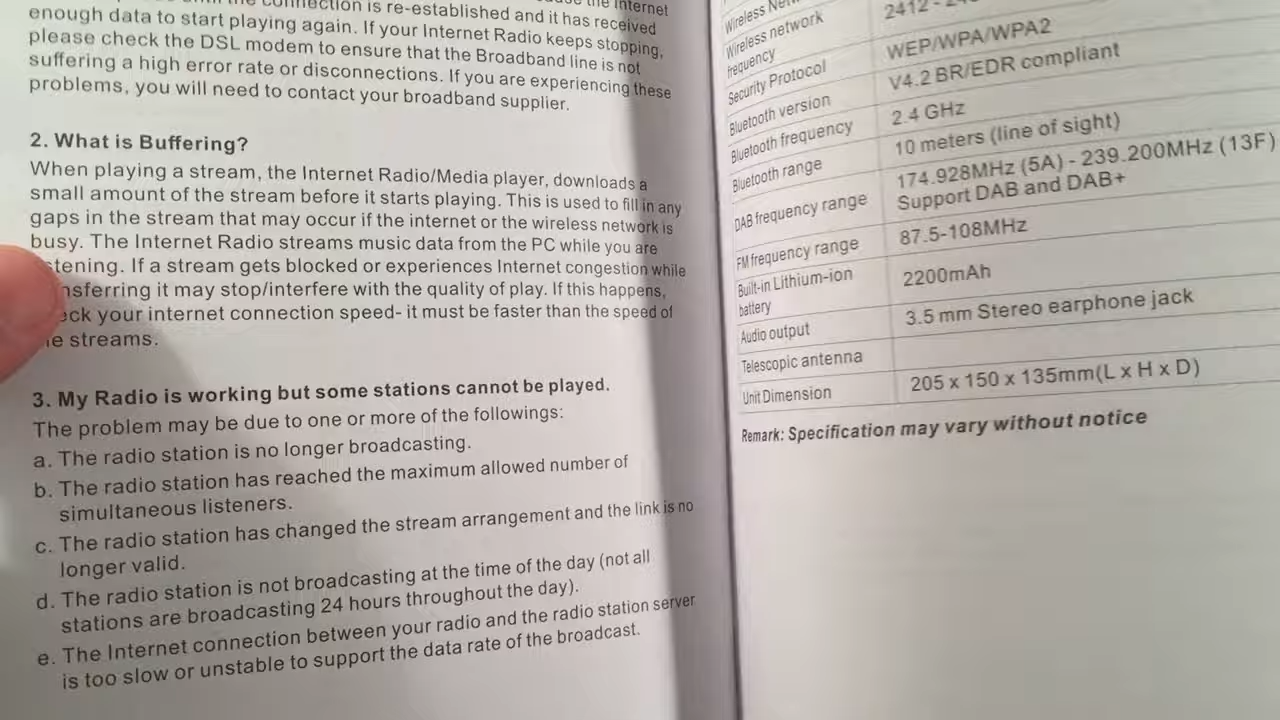 connection is re-established and it has received
enough data to start playing again. If your Internet Radio keeps stopping,
please check the DSL modem to ensure that the Broadband line is not
suffering a high error rate or disconnections. If you are experiencing these
problems, you will need to contact your broadband supplier.
2. What is Buffering?
When playing a stream, the Internet Radio/Media player, downloads a
small amount of the stream before it starts playing. This is used to fill in any
gaps in the stream that may occur if the internet or the wireless network is
busy. The Internet Radio streams music data from the PC while you are
stening. If a stream gets blocked or experiences Internet congestion while
nsferring it may stop/interfere with the quality of play. If this happens,
eck your internet connection speed- it must be faster than the speed of
e streams.
3. My Radio is working but some stations cannot be played.
The problem may be due to one or more of the followings:
a. The radio station is no longer broadcasting.
b. The radio station has reached the maximum allowed number of
simultaneous listeners.
c. The radio station has changed the stream arrangement and the link is no
longer valid.
d. The radio station is not broadcasting at the time of the day (not all
stations are broadcasting 24 hours throughout the day).
e. The Internet connection between your radio and the radio station server
is too slow or unstable to support the data rate of the broadcast.
Wireless
Wireless network 2412 -
frequency
Security Protocol WEP/WPA/WPA2
Bluetooth version V4.2 BR/EDR compliant
Bluetooth frequency 2.4 GHz
Bluetooth range 10 meters (line of sight)
DAB frequency range 174.928MHz (5A) - 239.200MHz (13F)
Support DAB and DAB+
FM frequency range 87.5-108MHz
Built-in Lithium-ion 2200mAh
battery
Audio output 3.5 mm Stereo earphone jack
Telescopic antenna
Unit Dimension 205 x 150 x 135mm(L x H x D)
Remark: Specification may vary without notice